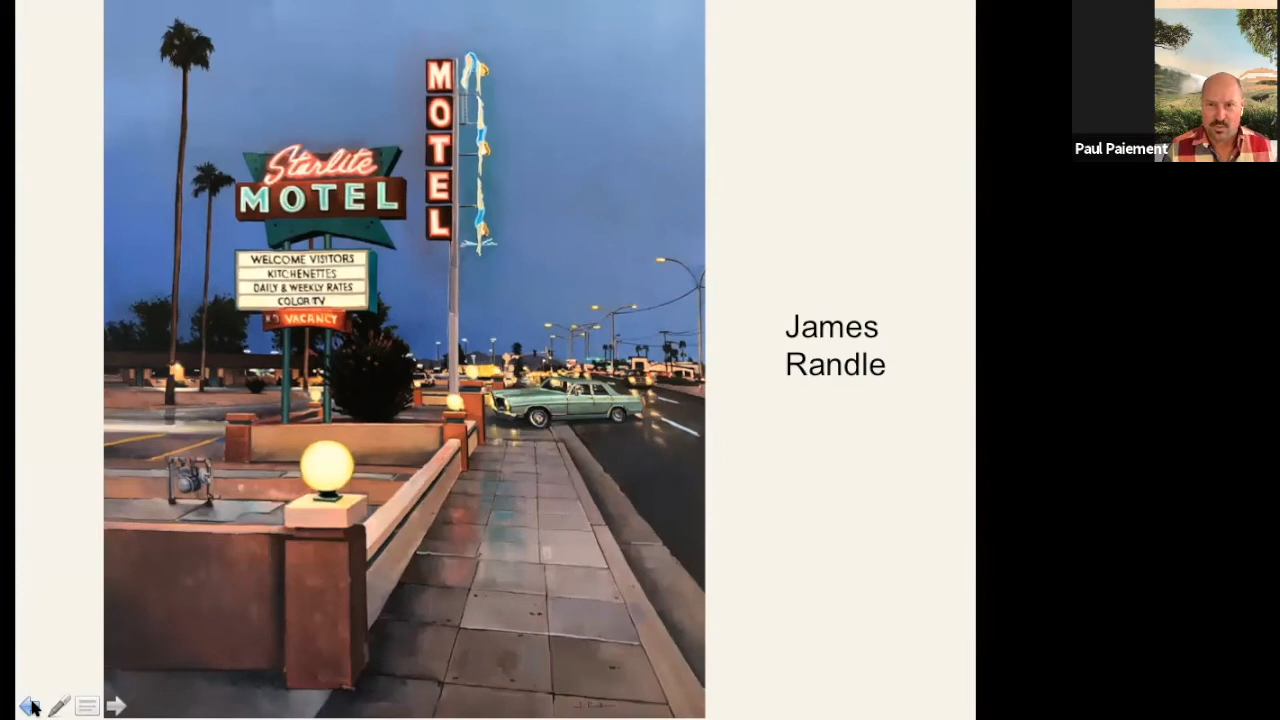 Starlite
MOTEL
WELCOME VISITORS
KITCHENETTES
DAILY & WEEKLY RATES
COLOR TV
NO VACANCY
MOTEL
James
Randle
Paul Paiement